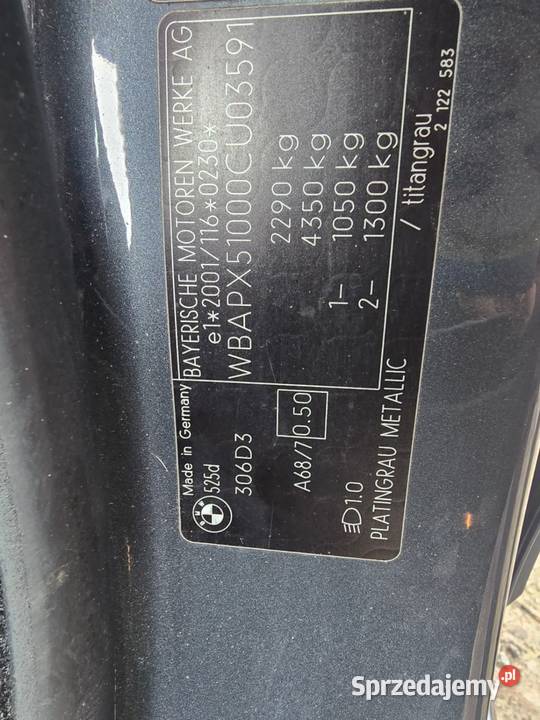 Made in Germany
BAYERISCHE MOTOREN WERKE AG
525d
e1*2001/116*0230*
306D3
WBAPX51000CU03591
A68/7 0.50
2290 kg
4350 kg
1- 1050 kg
2- 1300 kg
1.0
PLATINGRAU METALLIC / titangrau
2 122 583
BMW
Sprzedajemy.pl